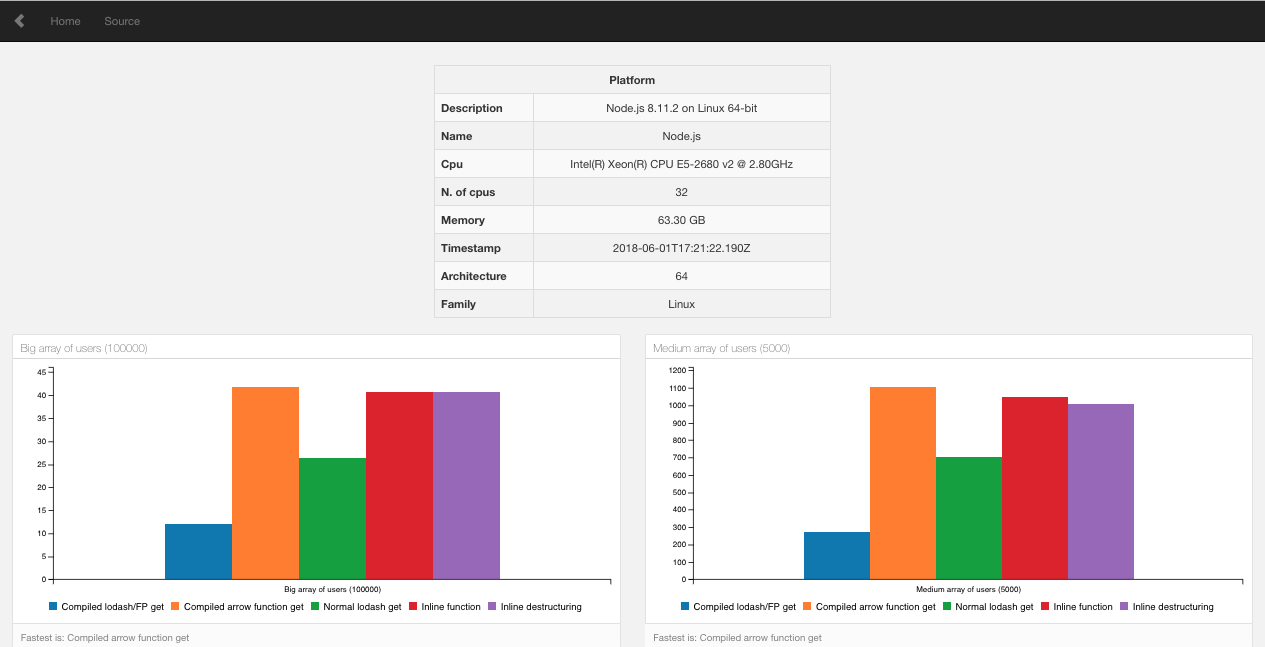 Home Source
Platform
Description Node.js 8.11.2 on Linux 64-bit
Name Node.js
Cpu Intel(R) Xeon(R) CPU E5-2680 v2 @ 2.80GHz
N. of cpus 32
Memory 63.30 GB
Timestamp 2018-06-01T17:21:22.190Z
Architecture 64
Family Linux
Big array of users (100000)
45
40
35
30
25
20
15
10
5
0
Big array of users (100000)
Compiled lodash/FP get Compiled arrow function get Normal lodash get Inline function Inline destructuring
Fastest is: Compiled arrow function get
Medium array of users (5000)
1200
1100
1000
900
800
700
600
500
400
300
200
100
0
Medium array of users (5000)
Compiled lodash/FP get Compiled arrow function get Normal lodash get Inline function Inline destructuring
Fastest is: Compiled arrow function get